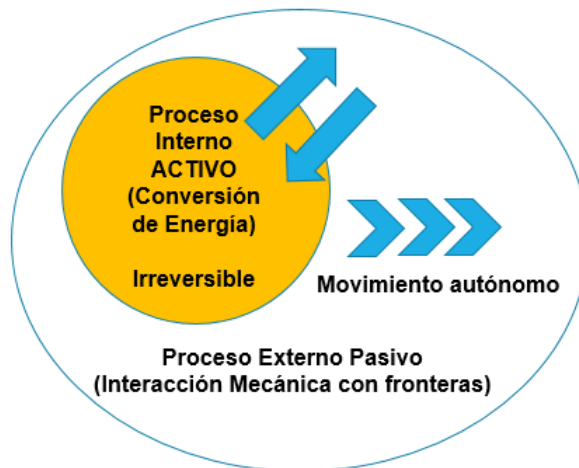 Proceso
Interno
ACTIVO
(Conversión
de Energía)
Irreversible
Movimiento autónomo
Proceso Externo Pasivo
(Interacción Mecánica con fronteras)